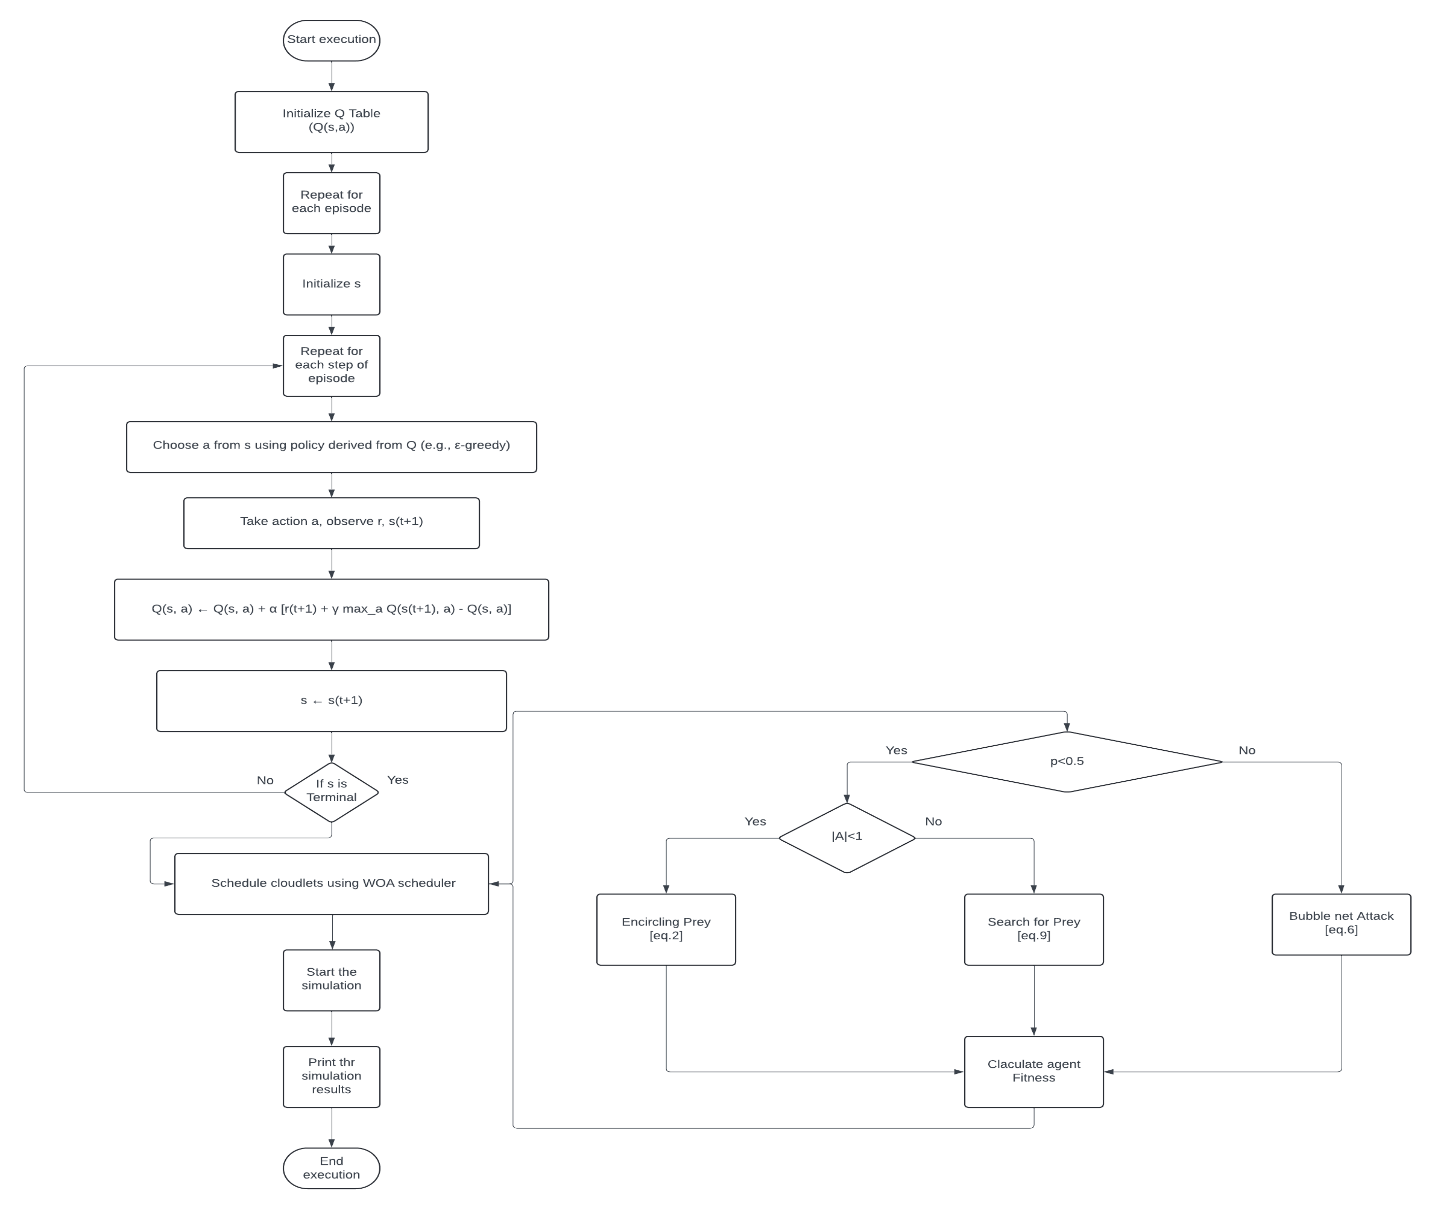 Start execution
Initialize Q Table
(Q(s,a))
Repeat for
each episode
Initialize s
Repeat for
each step of
episode
Choose a from s using policy derived from Q (e.g., ε-greedy)
Take action a, observe r, s(t+1)
Q(s, a) ← Q(s, a) + α [r(t+1) + γ max_a Q(s(t+1), a) - Q(s, a)]
s ← s(t+1)
No
If s is
Terminal
Yes
Schedule cloudlets using WOA scheduler
Start the
simulation
Print thr
simulation
results
End
execution
Yes
p<0.5
No
Yes
|A|<1
No
Encircling Prey
[eq.2]
Search for Prey
[eq.9]
Bubble net Attack
[eq.6]
Claculate agent
Fitness